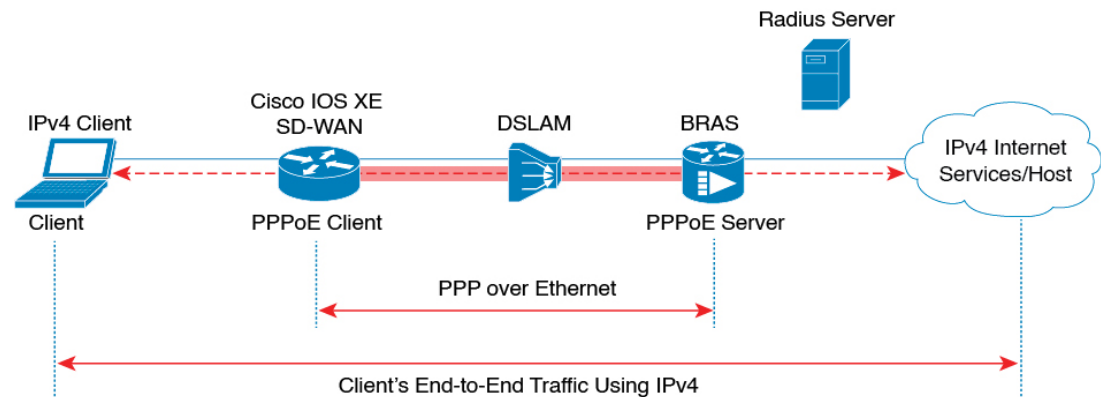 Radius Server
Cisco IOS XE
SD-WAN
IPv4 Client
DSLAM
BRAS
IPv4 Internet
Services/Host
Client
PPPoE Client
PPPoE Server
PPP over Ethernet
Client's End-to-End Traffic Using IPv4